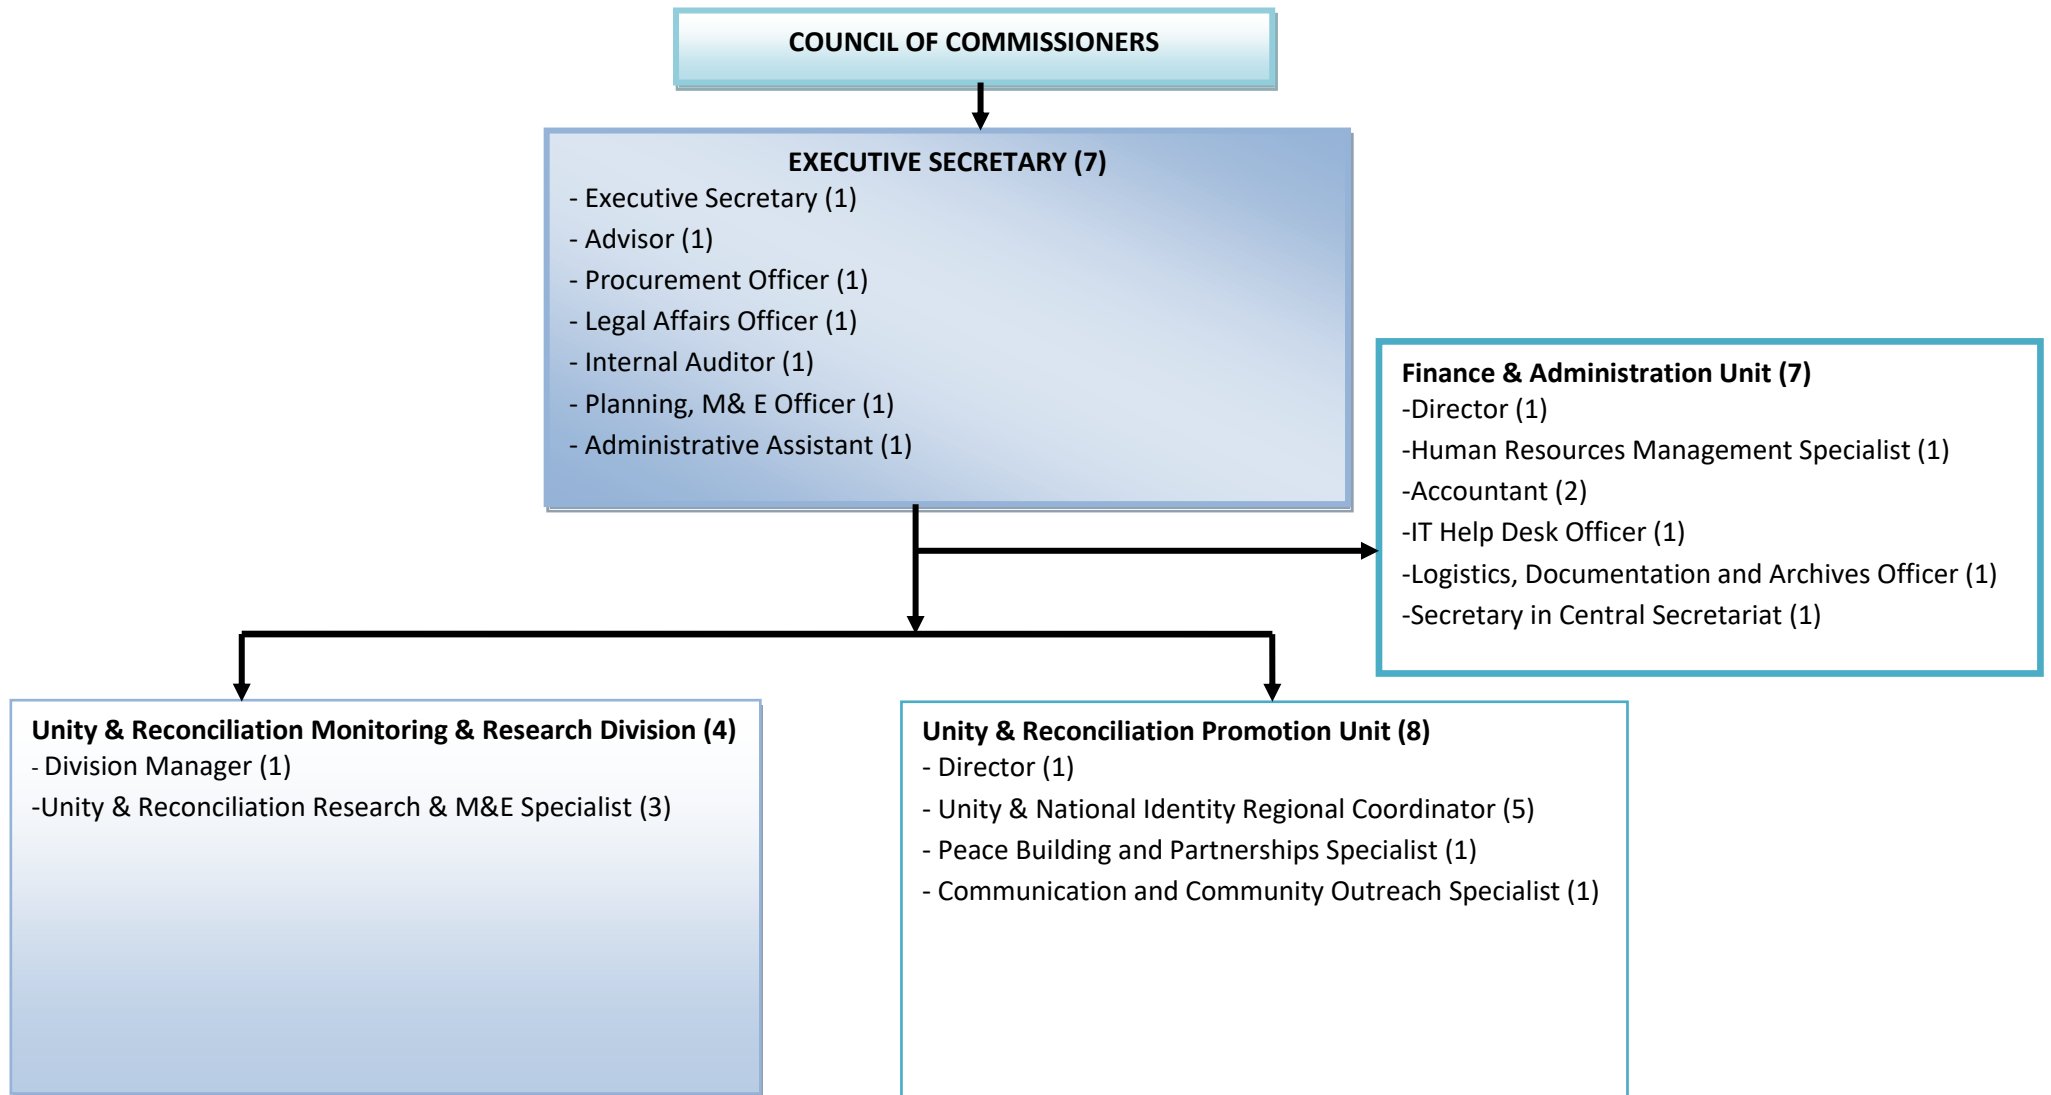 COUNCIL OF COMMISSIONERS
EXECUTIVE SECRETARY (7)
- Executive Secretary (1)
- Advisor (1)
- Procurement Officer (1)
- Legal Affairs Officer (1)
- Internal Auditor (1)
- Planning, M& E Officer (1)
- Administrative Assistant (1)
Finance & Administration Unit (7)
-Director (1)
-Human Resources Management Specialist (1)
-Accountant (2)
-IT Help Desk Officer (1)
-Logistics, Documentation and Archives Officer (1)
-Secretary in Central Secretariat (1)
Unity & Reconciliation Monitoring & Research Division (4)
- Division Manager (1)
-Unity & Reconciliation Research & M&E Specialist (3)
Unity & Reconciliation Promotion Unit (8)
- Director (1)
- Unity & National Identity Regional Coordinator (5)
- Peace Building and Partnerships Specialist (1)
- Communication and Community Outreach Specialist (1)